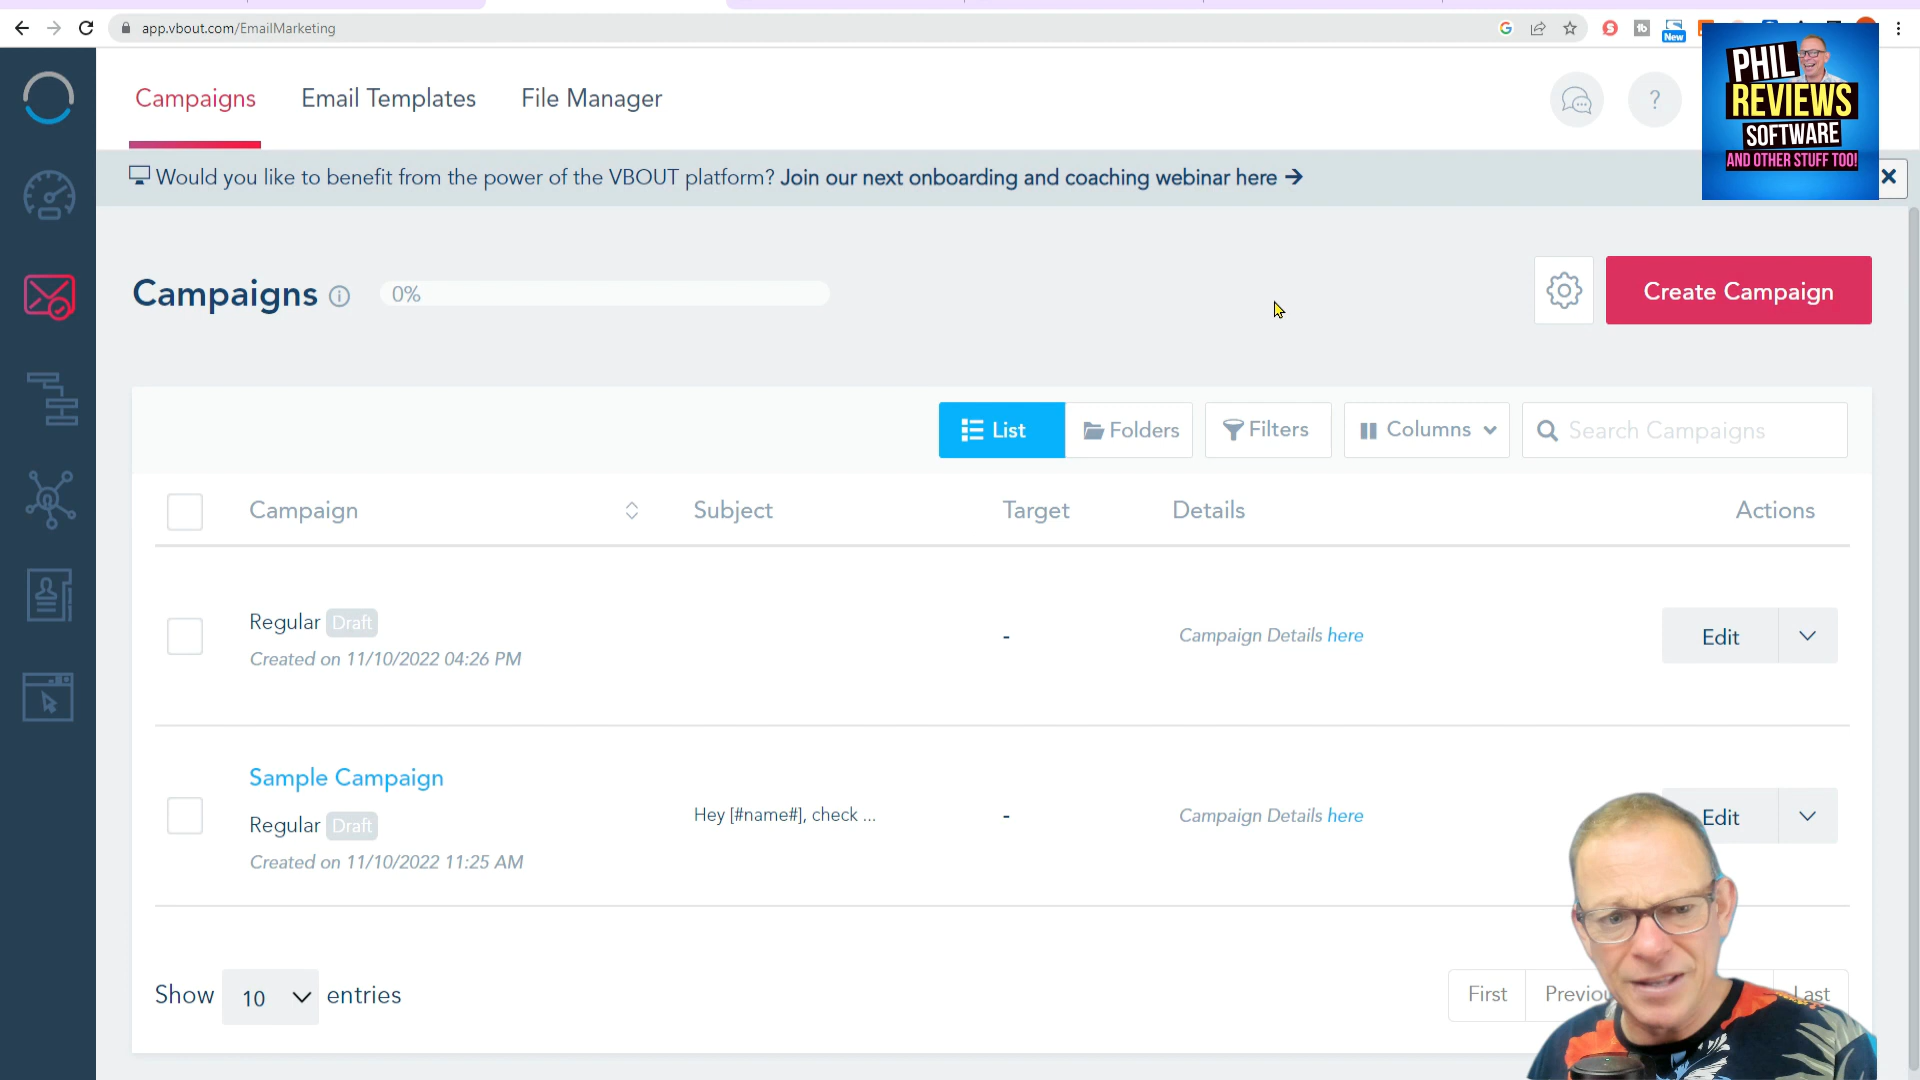 app.vbout.com/EmailMarketing
New
Campaigns
Email Templates
File Manager
?
PHIL
REVIEWS
SOFTWARE
AND OTHER STUFF TOO!
Would you like to benefit from the power of the VBOUT platform? Join our next onboarding and coaching webinar here →
Campaigns
0%
Create Campaign
List
Folders
Filters
Columns
Search Campaigns
Campaign
Subject
Target
Details
Actions
Regular Draft
Created on 11/10/2022 04:26 PM
-
Campaign Details here
Edit
Sample Campaign
Regular Draft
Created on 11/10/2022 11:25 AM
Hey [#name#], check ...
-
Campaign Details here
Edit
Show 10 entries
First
Previou
Last